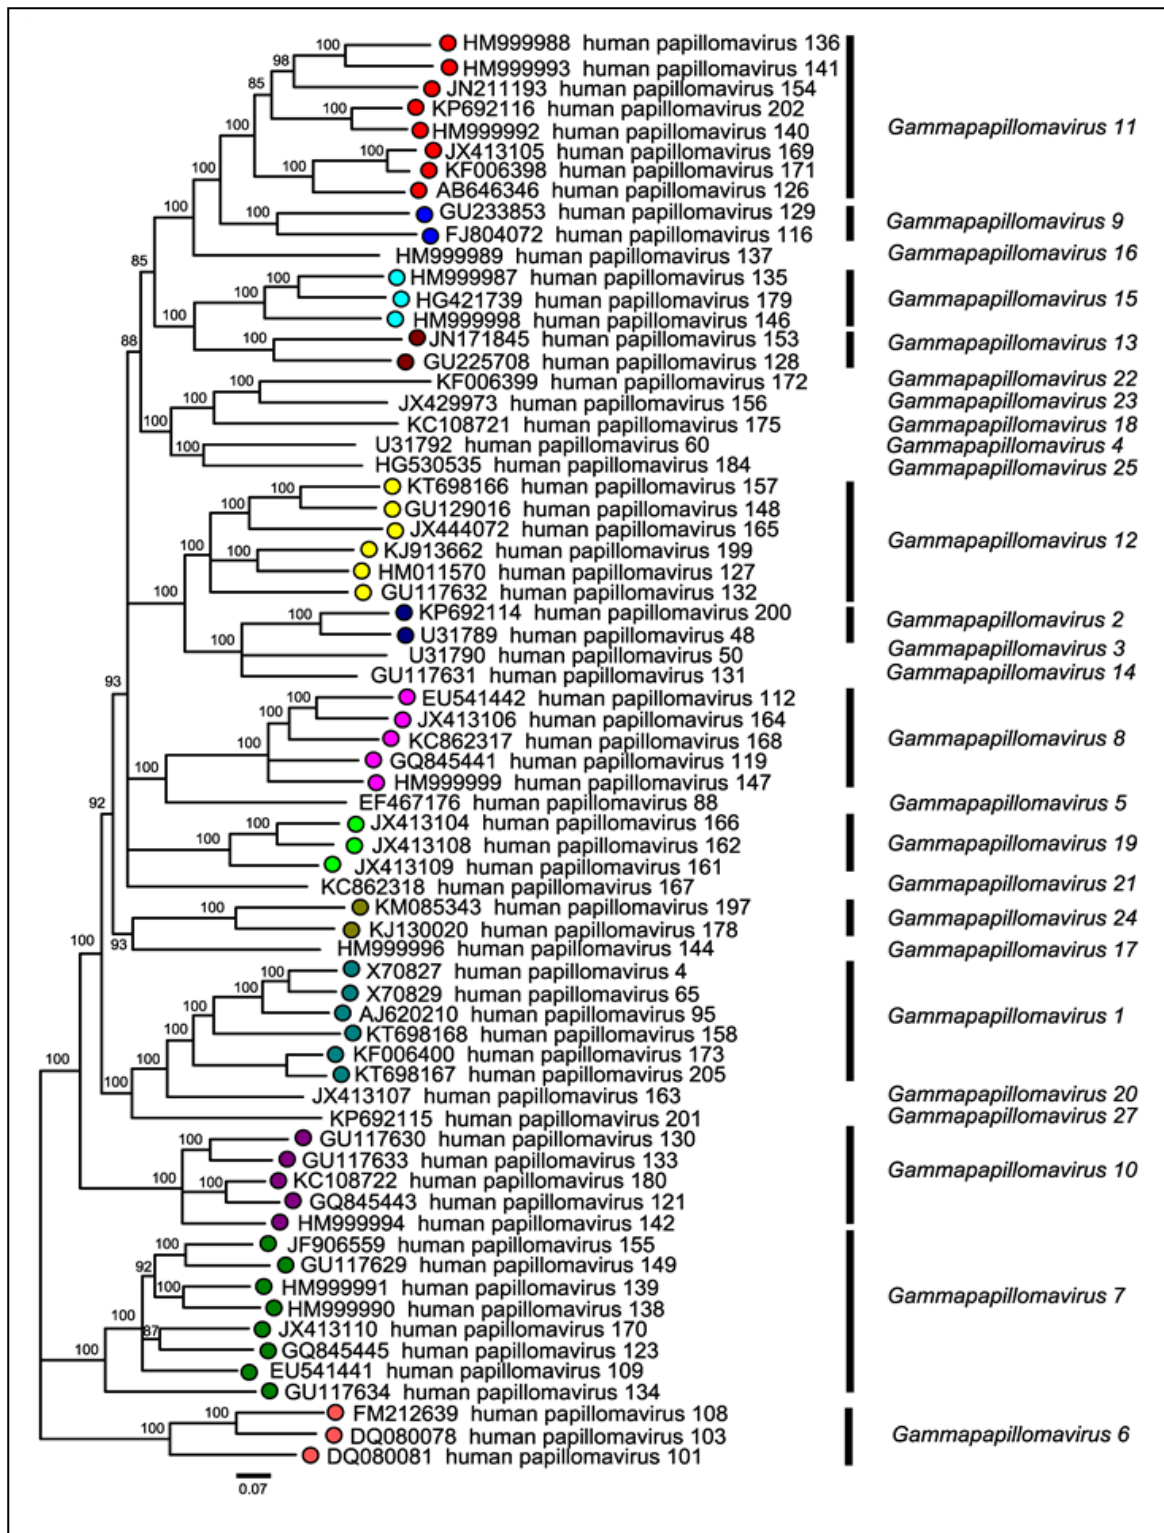 100 HM999988 human papillomavirus 136
98
HM999993 human papillomavirus 141
85 JN211193 human papillomavirus 154
100 KP692116 human papillomavirus 202
100 HM999992 human papillomavirus 140 Gammapapillomavirus 11
100 JX413105 human papillomavirus 169
100 100 KF006398 human papillomavirus 171
AB646346 human papillomavirus 126
100 100 GU233853 human papillomavirus 129 Gammapapillomavirus 9
FJ804072 human papillomavirus 116
85 HM999989 human papillomavirus 137 Gammapapillomavirus 16
100 HM999987 human papillomavirus 135
100 HG421739 human papillomavirus 179 Gammapapillomavirus 15
100 HM999998 human papillomavirus 146
88 100 JN171845 human papillomavirus 153 Gammapapillomavirus 13
GU225708 human papillomavirus 128
100 KF006399 human papillomavirus 172 Gammapapillomavirus 22
100 JX429973 human papillomavirus 156 Gammapapillomavirus 23
100 KC108721 human papillomavirus 175 Gammapapillomavirus 18
100 U31792 human papillomavirus 60 Gammapapillomavirus 4
HG530535 human papillomavirus 184 Gammapapillomavirus 25
100 KT698166 human papillomavirus 157
100 GU129016 human papillomavirus 148
100 JX444072 human papillomavirus 165
100 100 KJ913662 human papillomavirus 199 Gammapapillomavirus 12
HM011570 human papillomavirus 127
100 GU117632 human papillomavirus 132
100 KP692114 human papillomavirus 200 Gammapapillomavirus 2
100 U31789 human papillomavirus 48
U31790 human papillomavirus 50 Gammapapillomavirus 3
93 GU117631 human papillomavirus 131 Gammapapillomavirus 14
100 EU541442 human papillomavirus 112
100 JX413106 human papillomavirus 164
100 KC862317 human papillomavirus 168 Gammapapillomavirus 8
100 GQ845441 human papillomavirus 119
HM999999 human papillomavirus 147
92 EF467176 human papillomavirus 88 Gammapapillomavirus 5
100 JX413104 human papillomavirus 166
100 JX413108 human papillomavirus 162 Gammapapillomavirus 19
JX413109 human papillomavirus 161
KC862318 human papillomavirus 167 Gammapapillomavirus 21
100 KM085343 human papillomavirus 197 Gammapapillomavirus 24
KJ130020 human papillomavirus 178
100 93 HM999996 human papillomavirus 144 Gammapapillomavirus 17
100 X70827 human papillomavirus 4
100 X70829 human papillomavirus 65
100 AJ620210 human papillomavirus 95 Gammapapillomavirus 1
100 KT698168 human papillomavirus 158
100 100 KF006400 human papillomavirus 173
KT698167 human papillomavirus 205
100 JX413107 human papillomavirus 163 Gammapapillomavirus 20
KP692115 human papillomavirus 201 Gammapapillomavirus 27
100 GU117630 human papillomavirus 130
GU117633 human papillomavirus 133
100 100 KC108722 human papillomavirus 180 Gammapapillomavirus 10
GQ845443 human papillomavirus 121
HM999994 human papillomavirus 142
100 JF906559 human papillomavirus 155
92 GU117629 human papillomavirus 149
100 HM999991 human papillomavirus 139 Gammapapillomavirus 7
HM999990 human papillomavirus 138
100 87 JX413110 human papillomavirus 170
100 GQ845445 human papillomavirus 123
EU541441 human papillomavirus 109
GU117634 human papillomavirus 134
100 FM212639 human papillomavirus 108
100 DQ080078 human papillomavirus 103 Gammapapillomavirus 6
DQ080081 human papillomavirus 101
0.07